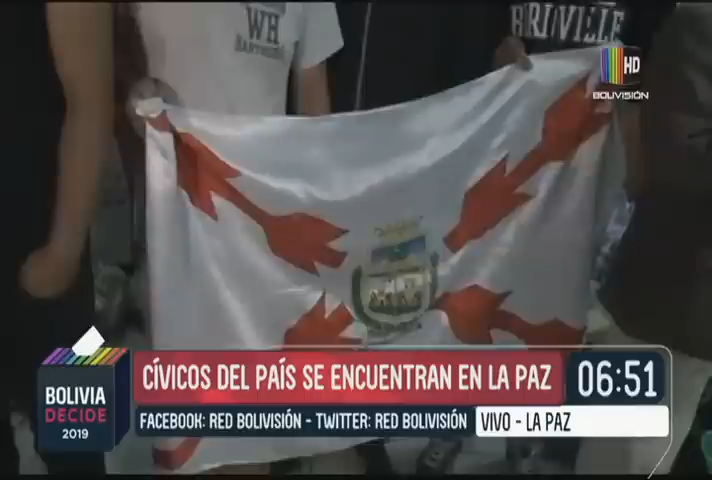 WH
HD
BOLIVISIÓN
BOLIVIA
DECIDE
2019
CÍVICOS DEL PAÍS SE ENCUENTRAN EN LA PAZ
06:51
FACEBOOK: RED BOLIVISIÓN - TWITTER: RED BOLIVISIÓN
VIVO - LA PAZ